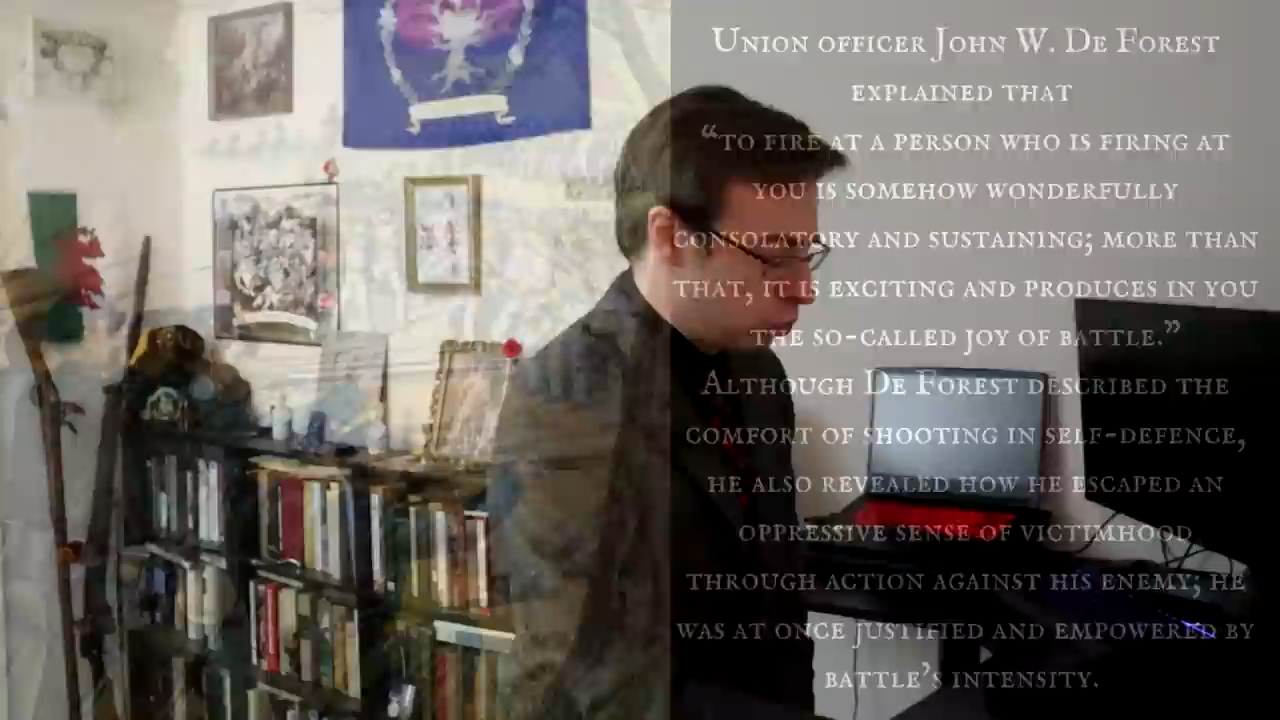 Union officer John W. De Forest
explained that
“to fire at a person who is firing at
you is somehow wonderfully
consolatory and sustaining; more than
that, it is exciting and produces in you
the so-called joy of battle.”
Although De Forest described the
comfort of shooting in self-defence,
he also revealed how he escaped an
oppressive sense of victimhood
through action against his enemy; he
was at once justified and empowered by
battle’s intensity.